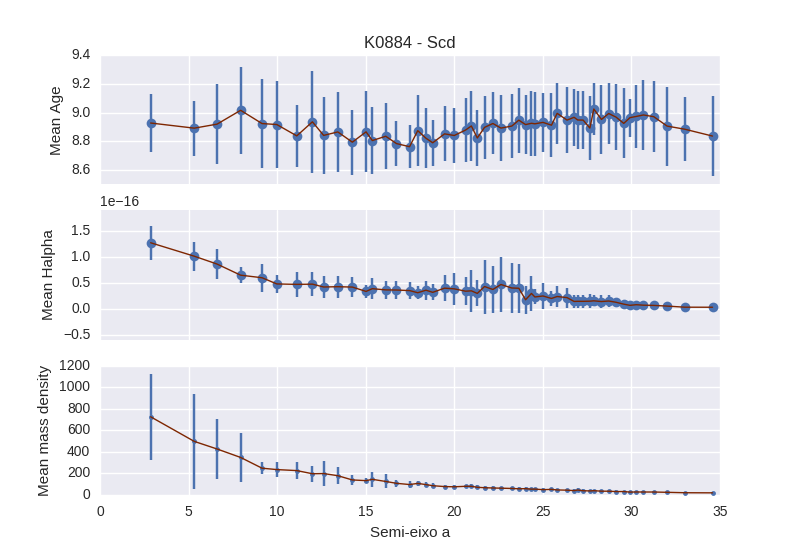 K0884 - Scd
9.4
9.2
9.0
8.8
8.6
Mean Age
1e−16
1.5
1.0
0.5
0.0
−0.5
Mean Halpha
1200
1000
800
600
400
200
0
Mean mass density
0 5 10 15 20 25 30 35
Semi-eixo a